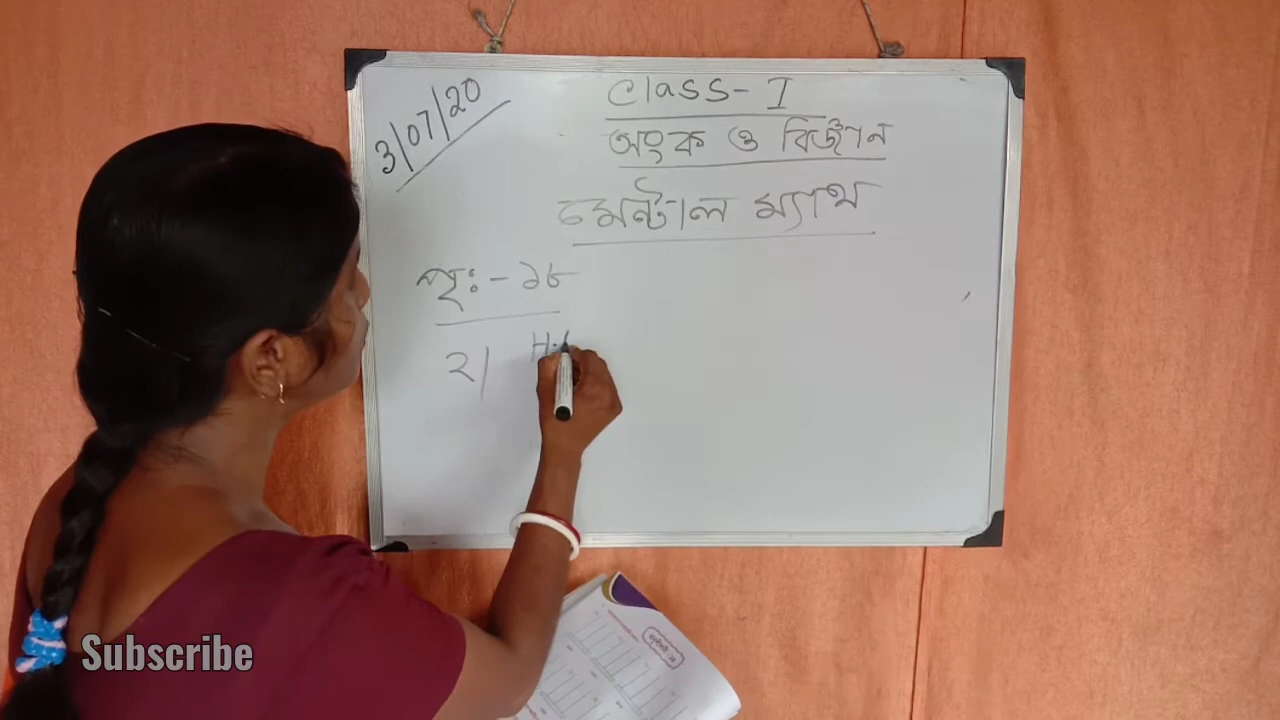 3/07/20
Class- I
অংক ও বিজ্ঞান
মেন্টাল ম্যাথ
পৃঃ- ১৮
২|
Subscribe